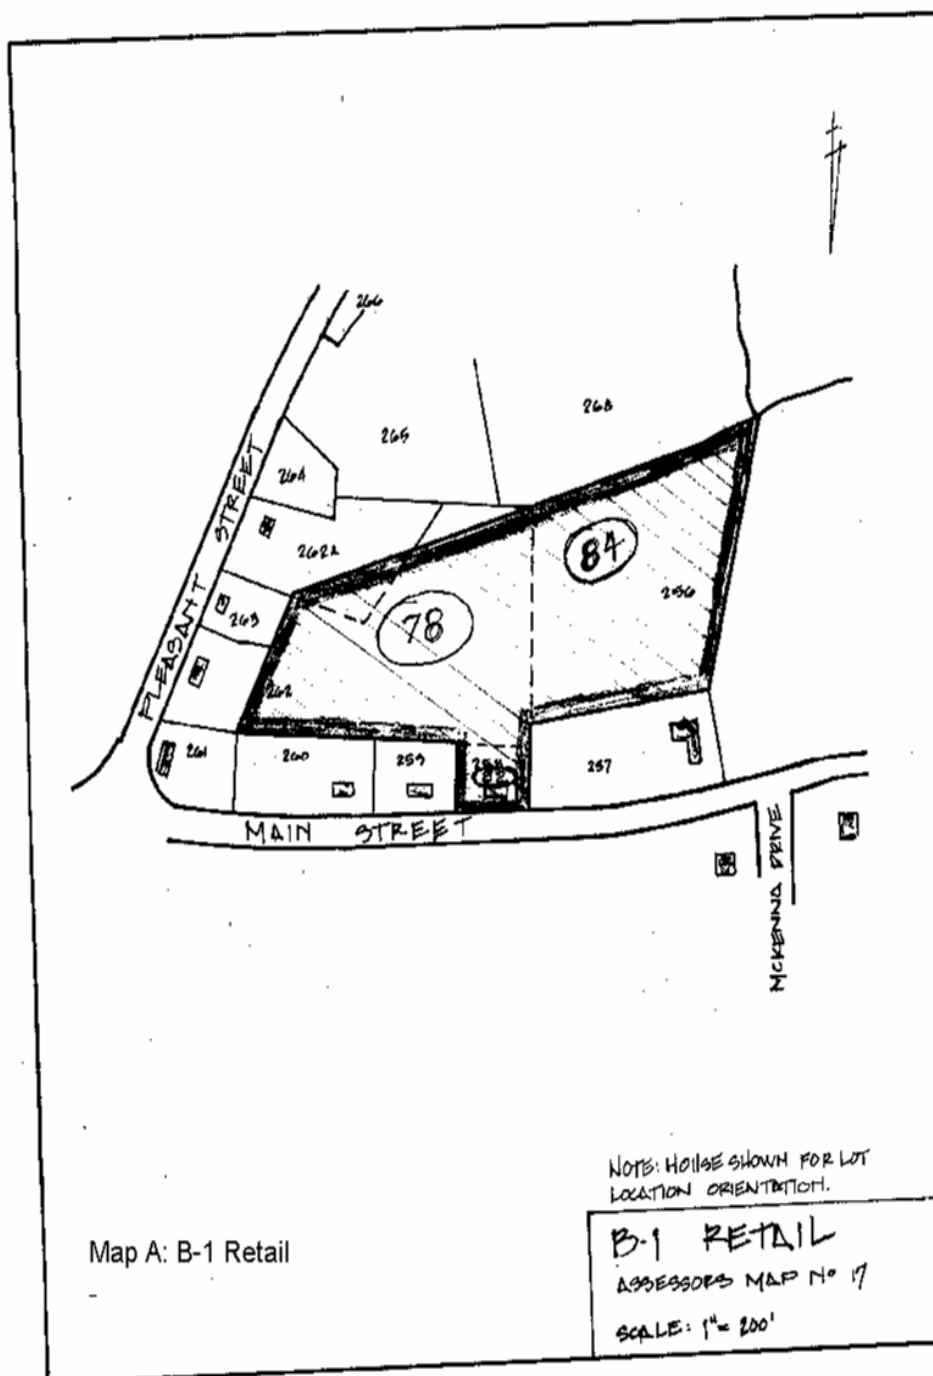 266
268
265
264
PLEASANT STREET
262A
84
256
78
263
262
261
260
259
257
MAIN STREET
MCKENNA DRIVE
NOTE: HOUSE SHOWN FOR LOT
LOCATION ORIENTATION.
Map A: B-1 Retail
B-1 RETAIL
ASSESSORS MAP Nº 17
SCALE: 1"= 200'